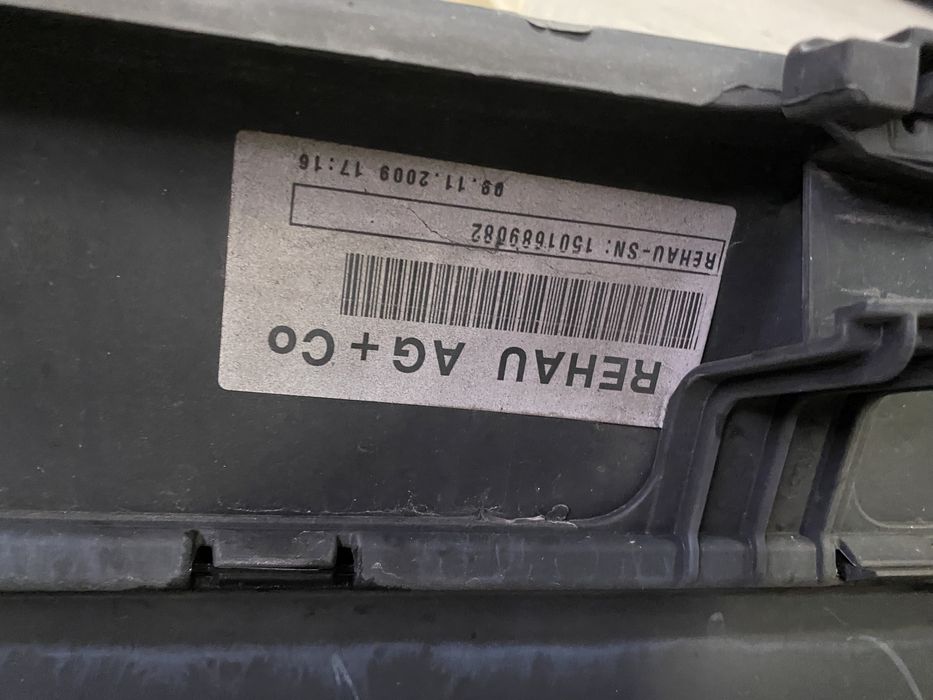 REHAU AG + Co
REHAU-SN: 1501689082
09.11.2009 17:16